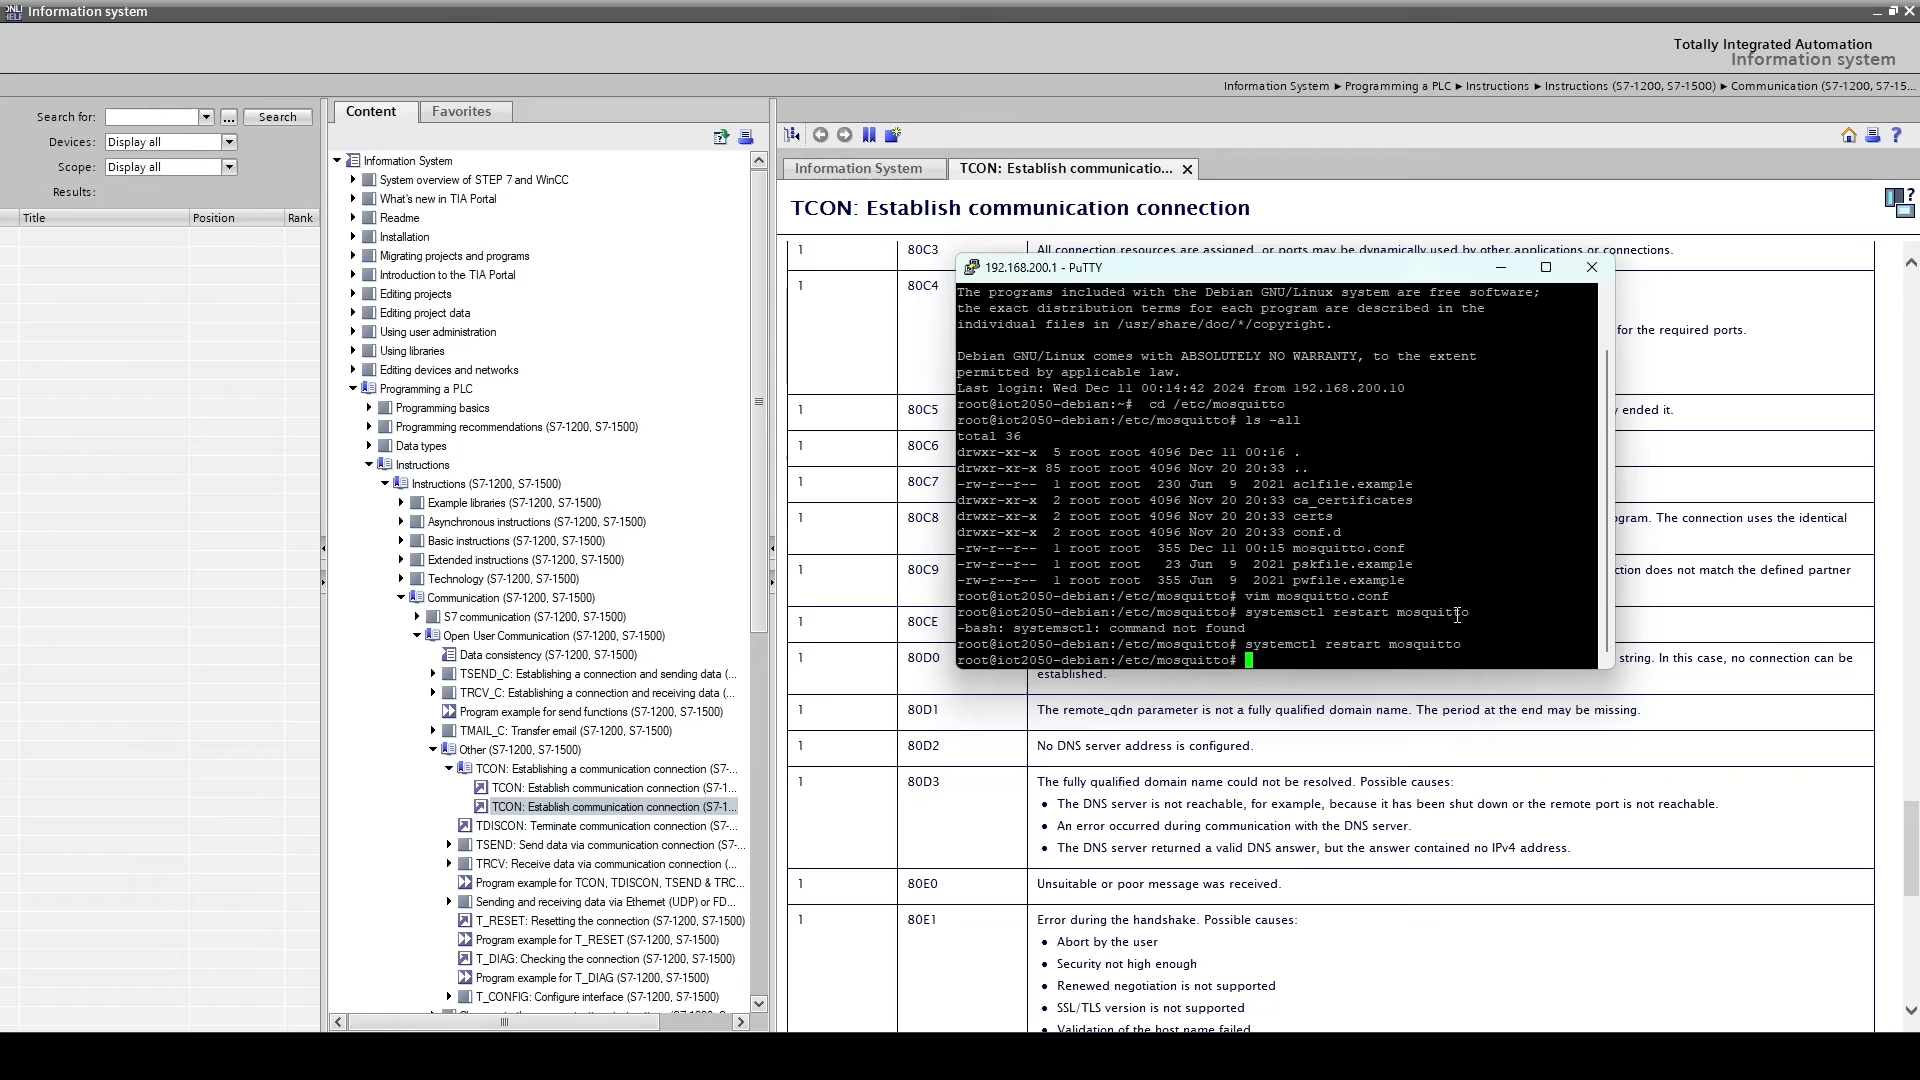 Information system
Totally Integrated Automation
Information system
Information System ► Programming a PLC ► Instructions ► Instructions (S7-1200, S7-1500) ► Communication (S7-1200, S7-15...
Search for:
...
Search
Devices:
Display all
Scope:
Display all
Results:
Title
Position
Rank
Content
Favorites
Information System
System overview of STEP 7 and WinCC
What's new in TIA Portal
Readme
Installation
Migrating projects and programs
Introduction to the TIA Portal
Editing projects
Editing project data
Using user administration
Using libraries
Editing devices and networks
Programming a PLC
Programming basics
Programming recommendations (S7-1200, S7-1500)
Data types
Instructions
Instructions (S7-1200, S7-1500)
Example libraries (S7-1200, S7-1500)
Asynchronous instructions (S7-1200, S7-1500)
Basic instructions (S7-1200, S7-1500)
Extended instructions (S7-1200, S7-1500)
Technology (S7-1200, S7-1500)
Communication (S7-1200, S7-1500)
S7 communication (S7-1200, S7-1500)
Open User Communication (S7-1200, S7-1500)
Data consistency (S7-1200, S7-1500)
TSEND_C: Establishing a connection and sending data (...
TRCV_C: Establishing a connection and receiving data (...
Program example for send functions (S7-1200, S7-1500)
TMAIL_C: Transfer email (S7-1200, S7-1500)
Other (S7-1200, S7-1500)
TCON: Establishing a communication connection (S7-...
TCON: Establish communication connection (S7-1...
TCON: Establish communication connection (S7-1...
TDISCON: Terminate communication connection (S7-...
TSEND: Send data via communication connection (S7-...
TRCV: Receive data via communication connection (...
Program example for TCON, TDISCON, TSEND & TRC...
Sending and receiving data via Ethernet (UDP) or FD...
T_RESET: Resetting the connection (S7-1200, S7-1500)
Program example for T_RESET (S7-1200, S7-1500)
T_DIAG: Checking the connection (S7-1200, S7-1500)
Program example for T_DIAG (S7-1200, S7-1500)
T_CONFIG: Configure interface (S7-1200, S7-1500)
Information System
TCON: Establish communicatio...
TCON: Establish communication connection
1 80C3 All connection resources are assigned, or ports may be dynamically used by other applications or connections.
1 80C4
for the required ports.
1 80C5
ended it.
1 80C6
1 80C7
1 80C8
The connection uses the identical
1 80C9
does not match the defined partner
1 80CE
1 80D0
string. In this case, no connection can be
established.
1 80D1 The remote_qdn parameter is not a fully qualified domain name. The period at the end may be missing.
1 80D2 No DNS server address is configured.
1 80D3 The fully qualified domain name could not be resolved. Possible causes:
• The DNS server is not reachable, for example, because it has been shut down or the remote port is not reachable.
• An error occurred during communication with the DNS server.
• The DNS server returned a valid DNS answer, but the answer contained no IPv4 address.
1 80E0 Unsuitable or poor message was received.
1 80E1 Error during the handshake. Possible causes:
• Abort by the user
• Security not high enough
• Renewed negotiation is not supported
• SSL/TLS version is not supported
• Validation of the host name failed
192.168.200.1 - PuTTY
The programs included with the Debian GNU/Linux system are free software;
the exact distribution terms for each program are described in the
individual files in /usr/share/doc/*/copyright.
Debian GNU/Linux comes with ABSOLUTELY NO WARRANTY, to the extent
permitted by applicable law.
Last login: Wed Dec 11 00:14:42 2024 from 192.168.200.10
root@iot2050-debian:~#  cd /etc/mosquitto
root@iot2050-debian:/etc/mosquitto# ls -all
total 36
drwxr-xr-x  5 root root 4096 Dec 11 00:16 .
drwxr-xr-x 85 root root 4096 Nov 20 20:33 ..
-rw-r--r--  1 root root  230 Jun  9  2021 aclfile.example
drwxr-xr-x  2 root root 4096 Nov 20 20:33 ca_certificates
drwxr-xr-x  2 root root 4096 Nov 20 20:33 certs
drwxr-xr-x  2 root root 4096 Nov 20 20:33 conf.d
-rw-r--r--  1 root root  355 Dec 11 00:15 mosquitto.conf
-rw-r--r--  1 root root   23 Jun  9  2021 pskfile.example
-rw-r--r--  1 root root  355 Jun  9  2021 pwfile.example
root@iot2050-debian:/etc/mosquitto# vim mosquitto.conf
root@iot2050-debian:/etc/mosquitto# systemsctl restart mosquitto
-bash: systemsctl: command not found
root@iot2050-debian:/etc/mosquitto# systemctl restart mosquitto
root@iot2050-debian:/etc/mosquitto#